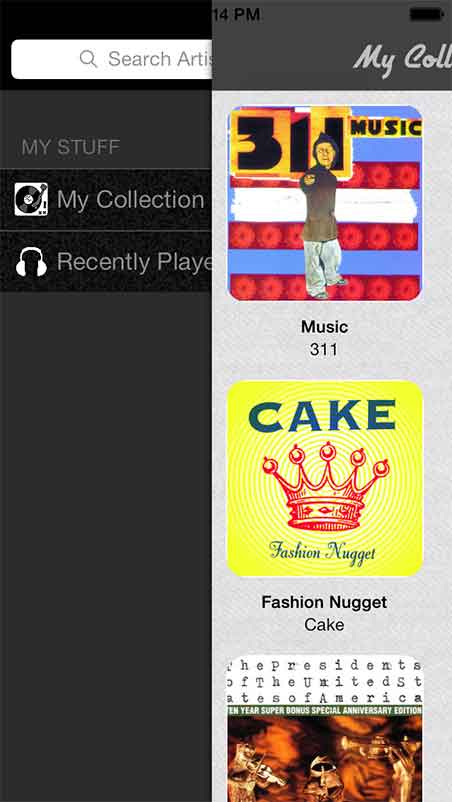 14 PM
Search Artis
My Coll
MY STUFF
My Collection
Recently Playe
311 MUSIC
Music
311
CAKE
Fashion Nugget
Fashion Nugget
Cake
hepresidents
ofTheUnitedSt
atesofAmerica
TEN YEAR SUPER BONUS SPECIAL ANNIVERSARY EDITION